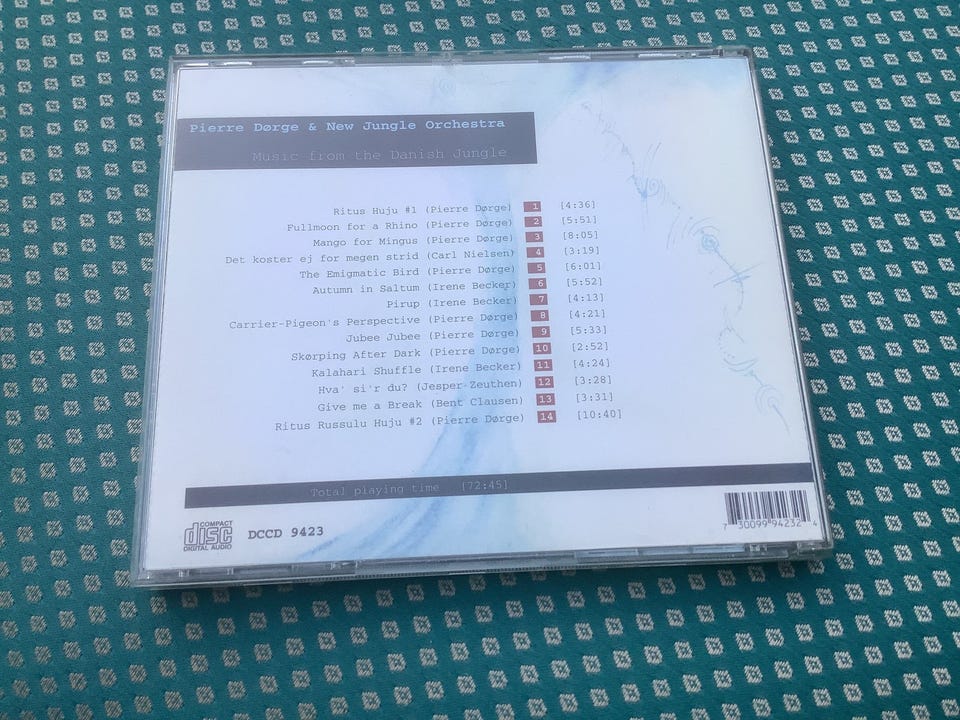 Pierre Dørge & New Jungle Orchestra
Music from the Danish Jungle
Ritus Huju #1 (Pierre Dørge) 1 [4:36]
Fullmoon for a Rhino (Pierre Dørge) 2 [5:51]
Mango for Mingus (Pierre Dørge) 3 [8:05]
Det koster ej for megen strid (Carl Nielsen) 4 [3:19]
The Emigmatic Bird (Pierre Dørge) 5 [6:01]
Autumn in Saltum (Irene Becker) 6 [5:52]
Pirup (Irene Becker) 7 [4:13]
Carrier-Pigeon's Perspective (Pierre Dørge) 8 [4:21]
Jubee Jubee (Pierre Dørge) 9 [5:33]
Skørping After Dark (Pierre Dørge) 10 [2:52]
Kalahari Shuffle (Irene Becker) 11 [4:24]
Hva' si'r du? (Jesper Zeuthen) 12 [3:28]
Give me a Break (Bent Clausen) 13 [3:31]
Ritus Russulu Huju #2 (Pierre Dørge) 14 [10:40]
Total playing time [72:45]
COMPACT
disc
DIGITAL AUDIO
DCCD 9423
7 30099 94232 4